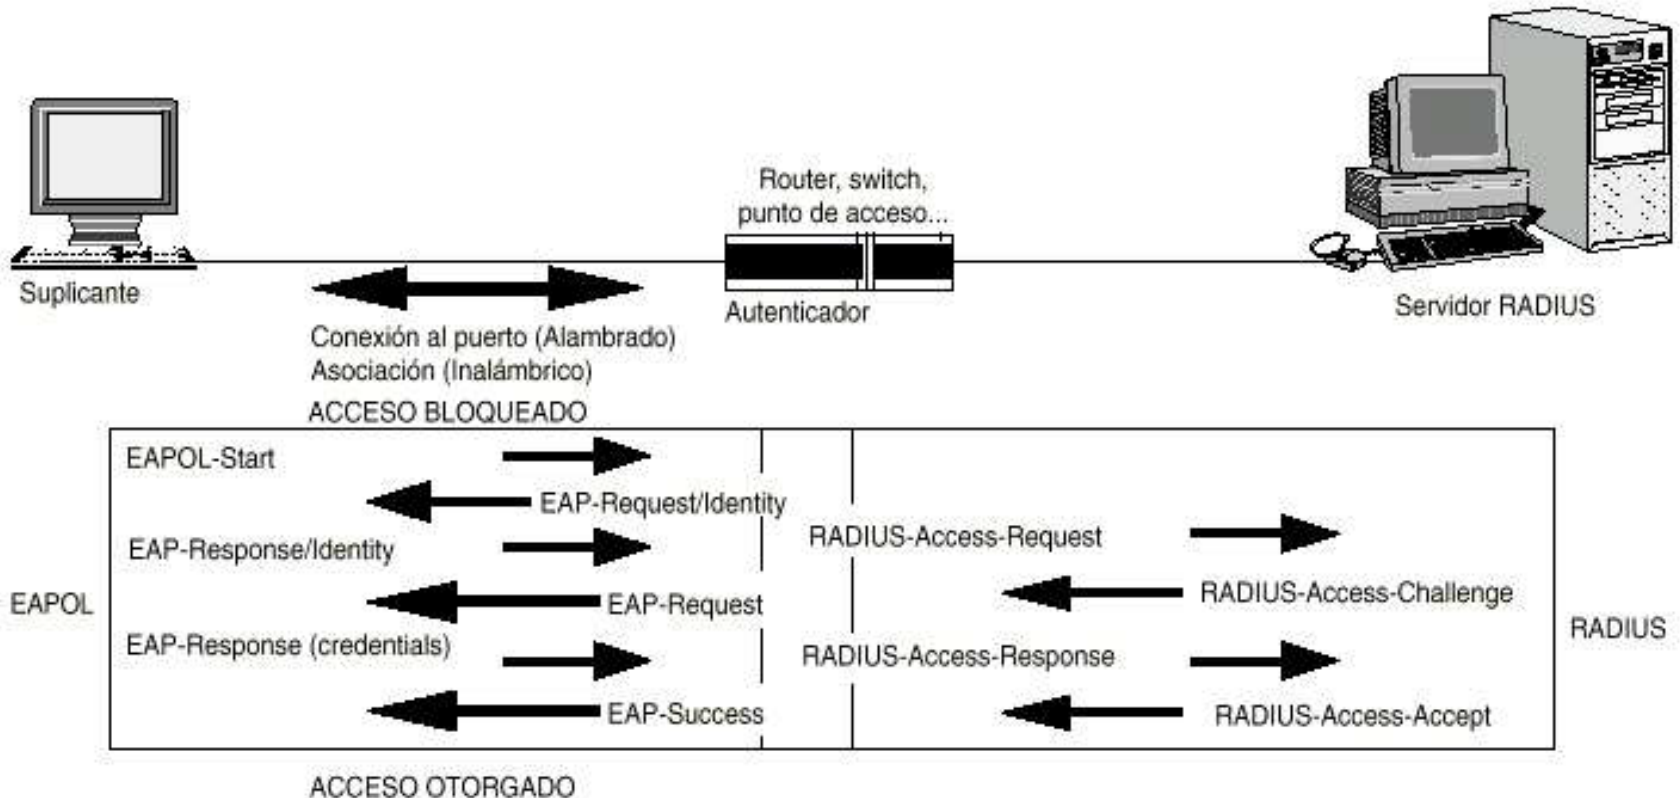 Router, switch,
punto de acceso...
Suplicante
Autenticador
Servidor RADIUS
Conexión al puerto (Alambrado)
Asociación (Inalámbrico)
ACCESO BLOQUEADO
EAPOL-Start
EAP-Request/Identity
RADIUS-Access-Request
EAP-Response/Identity
RADIUS-Access-Challenge
EAPOL
EAP-Request
RADIUS
EAP-Response (credentials)
RADIUS-Access-Response
EAP-Success
RADIUS-Access-Accept
ACCESO OTORGADO